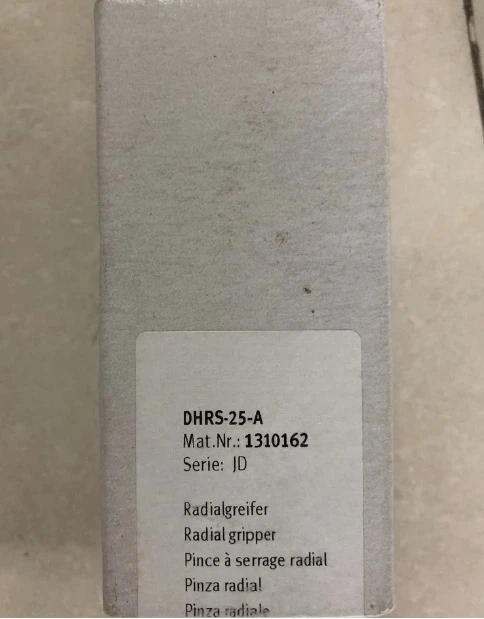 DHRS-25-A
Mat.Nr.: 1310162
Serie: JD
Radialgreifer
Radial gripper
Pince à serrage radial
Pinza radial
Pinza radiale